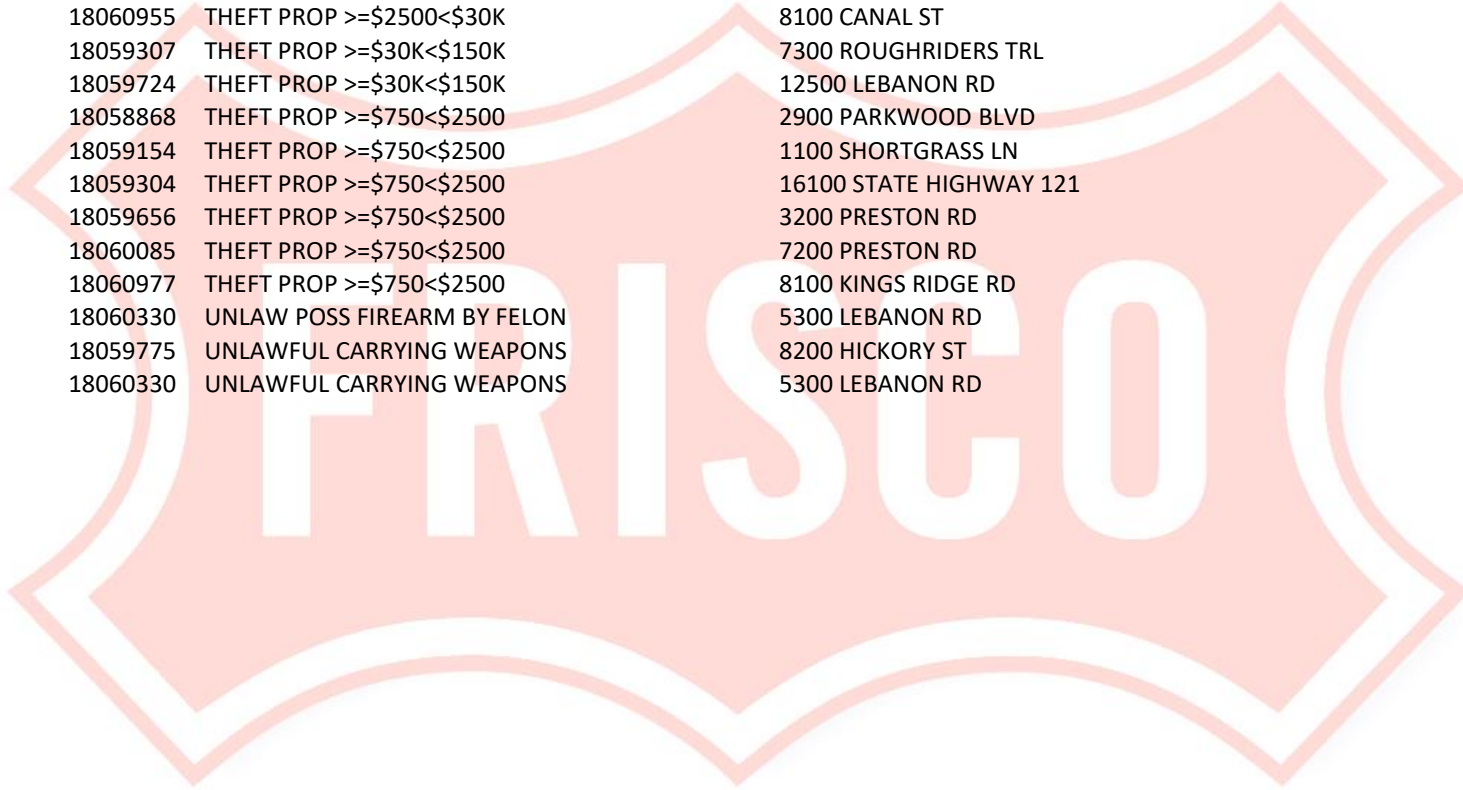 18060955 THEFT PROP >=$2500<$30K 8100 CANAL ST
18059307 THEFT PROP >=$30K<$150K 7300 ROUGHRIDERS TRL
18059724 THEFT PROP >=$30K<$150K 12500 LEBANON RD
18058868 THEFT PROP >=$750<$2500 2900 PARKWOOD BLVD
18059154 THEFT PROP >=$750<$2500 1100 SHORTGRASS LN
18059304 THEFT PROP >=$750<$2500 16100 STATE HIGHWAY 121
18059656 THEFT PROP >=$750<$2500 3200 PRESTON RD
18060085 THEFT PROP >=$750<$2500 7200 PRESTON RD
18060977 THEFT PROP >=$750<$2500 8100 KINGS RIDGE RD
18060330 UNLAW POSS FIREARM BY FELON 5300 LEBANON RD
18059775 UNLAWFUL CARRYING WEAPONS 8200 HICKORY ST
18060330 UNLAWFUL CARRYING WEAPONS 5300 LEBANON RD
FRISCO